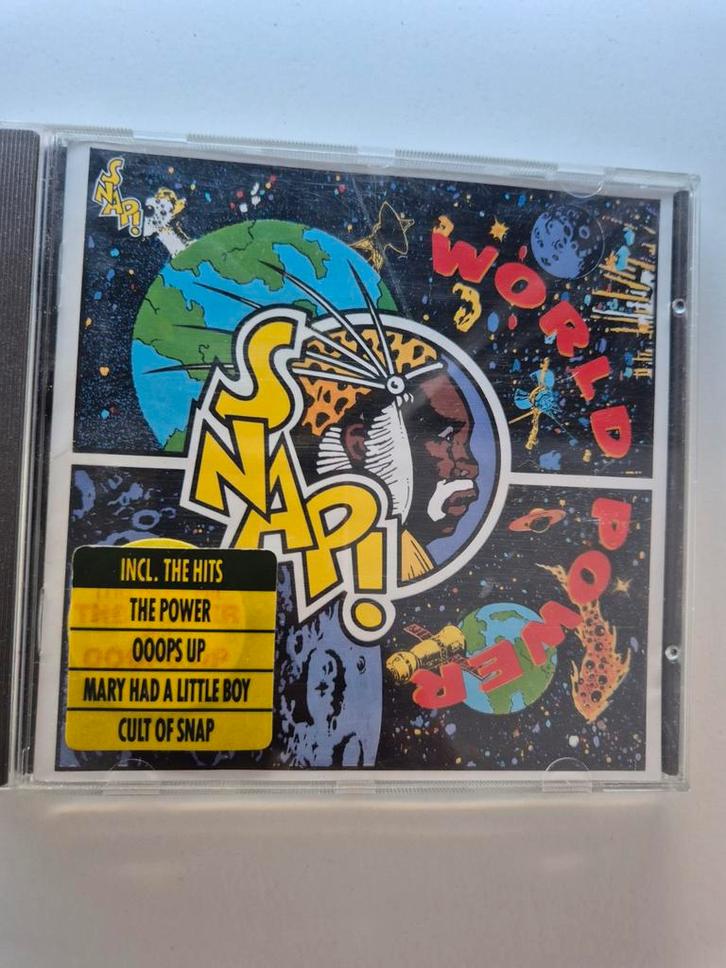 SNAP!
WORLD POWER
SNAP!
INCL. THE HITS
THE POWER
OOOPS UP
MARY HAD A LITTLE BOY
CULT OF SNAP